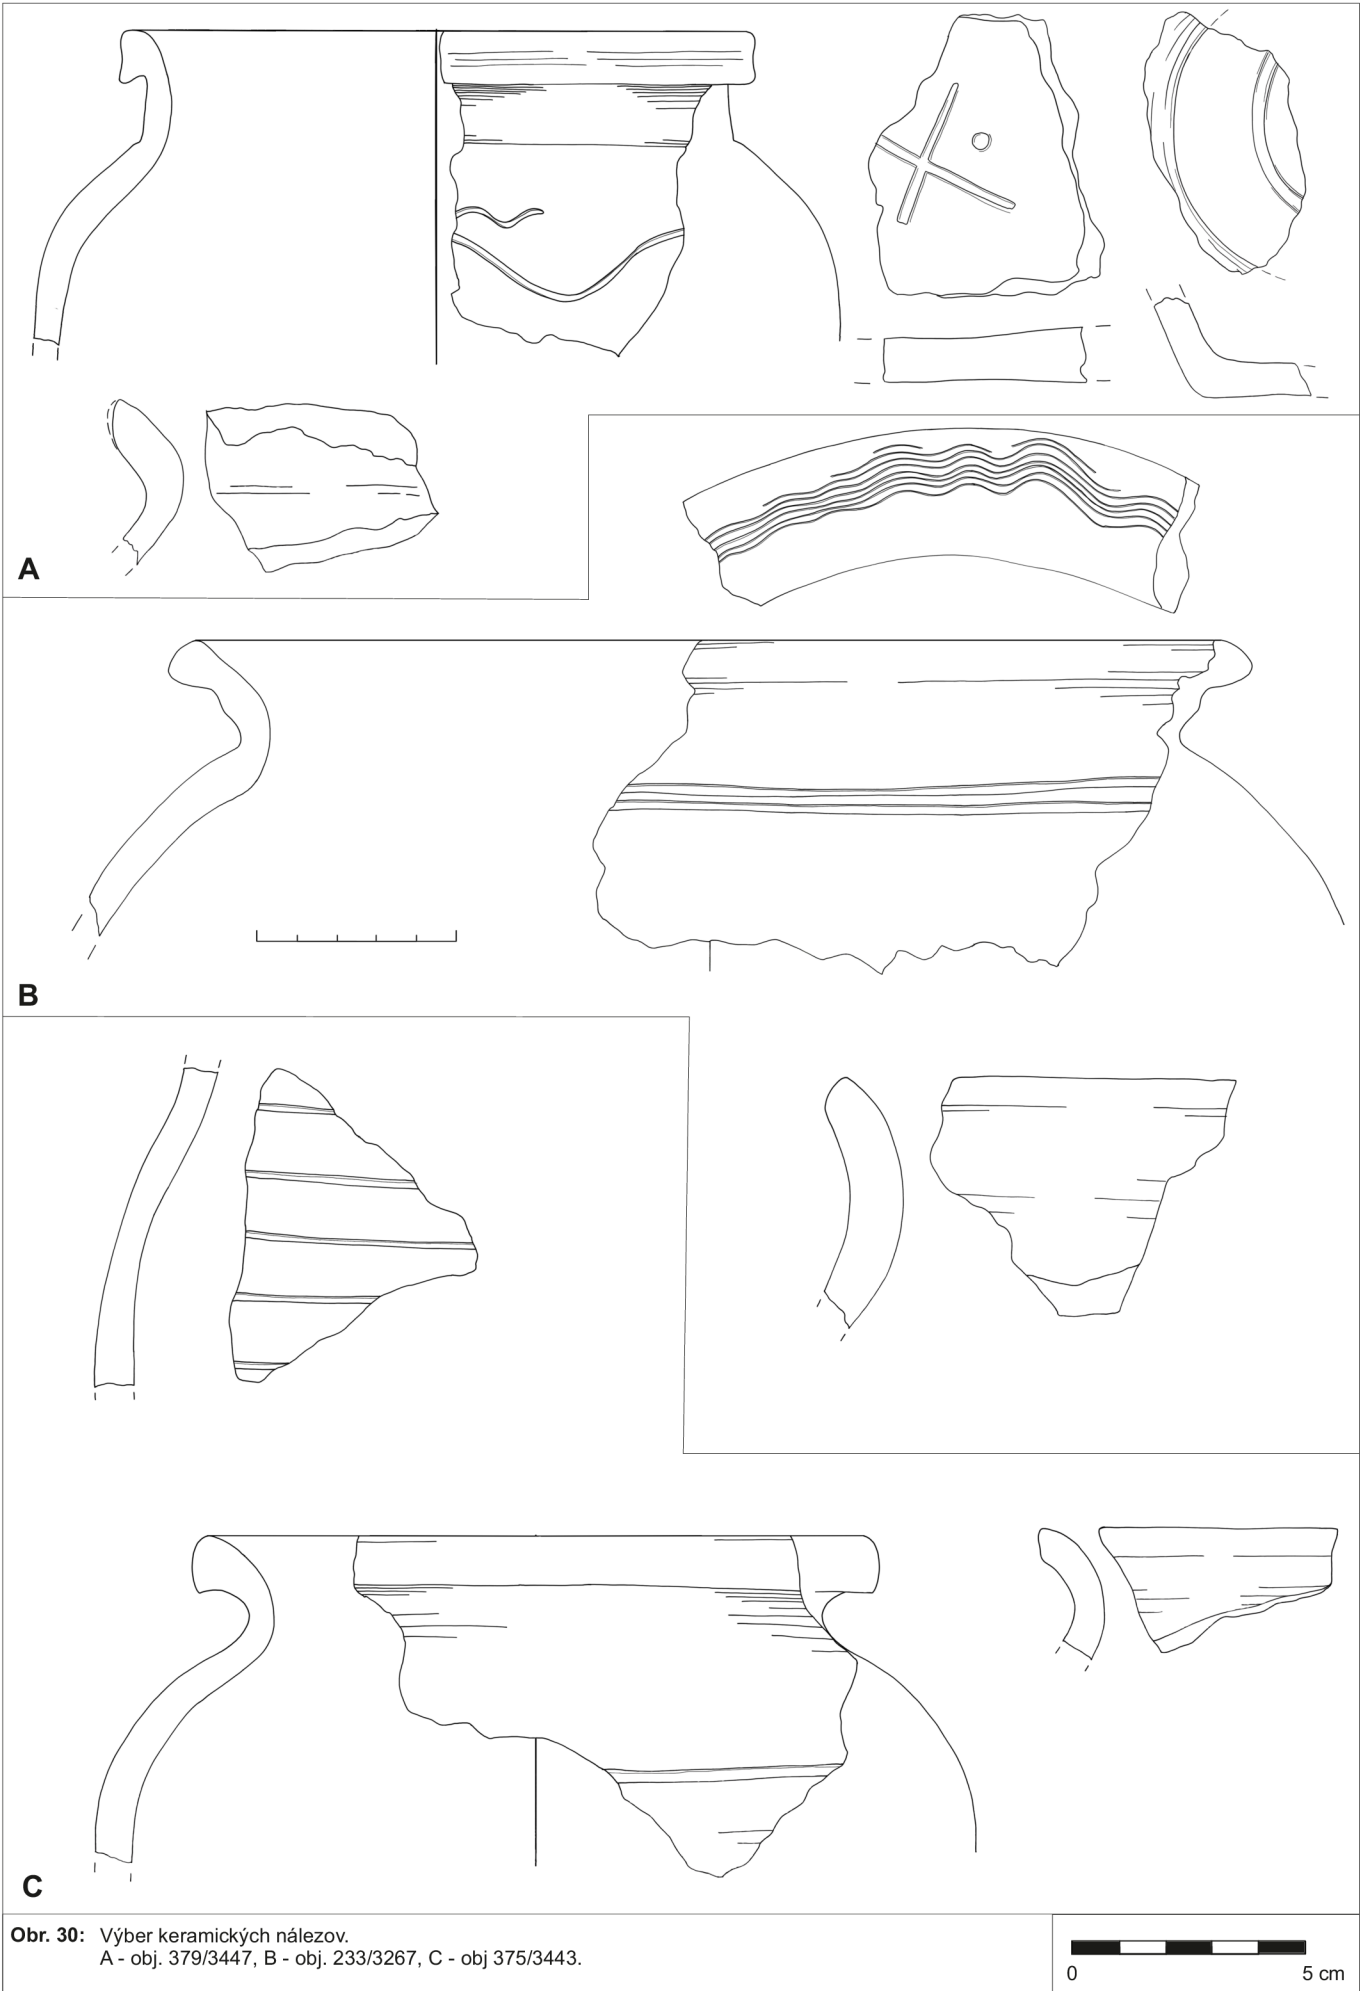 A
B
C
Obr. 30: Výber keramických nálezov.
A - obj. 379/3447, B - obj. 233/3267, C - obj 375/3443.
0 5 cm